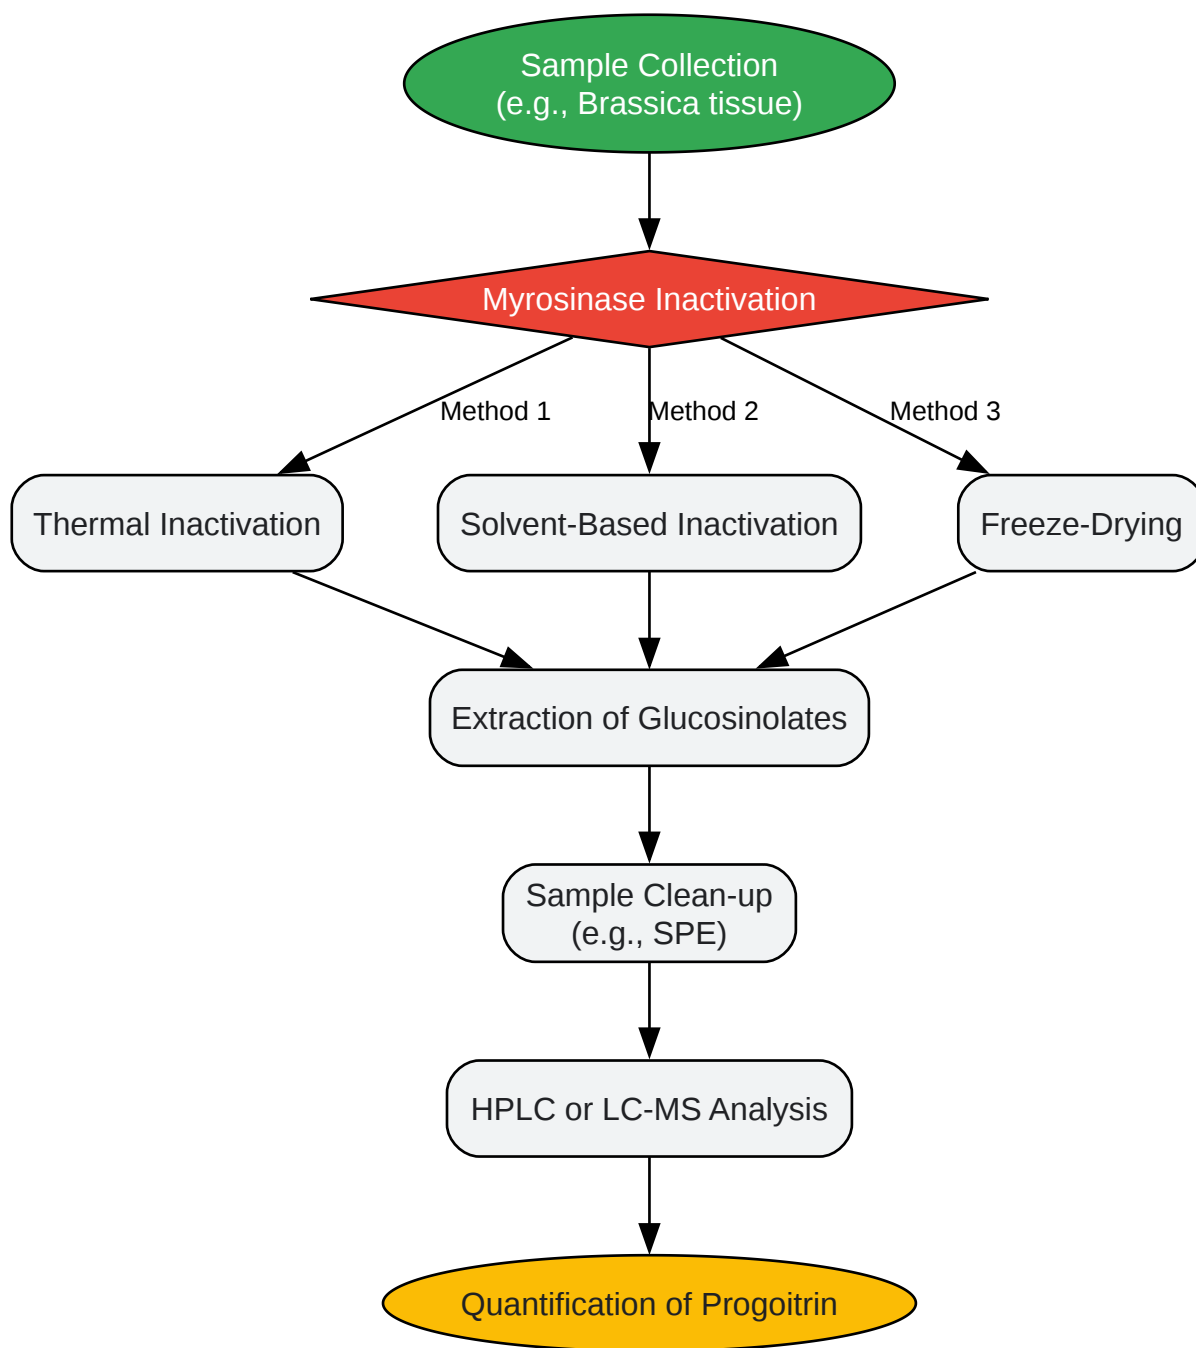 Sample Collection
(e.g., Brassica tissue)
Myrosinase Inactivation
Method 1
Method 2
Method 3
Thermal Inactivation
Solvent-Based Inactivation
Freeze-Drying
Extraction of Glucosinolates
Sample Clean-up
(e.g., SPE)
HPLC or LC-MS Analysis
Quantification of Progoitrin